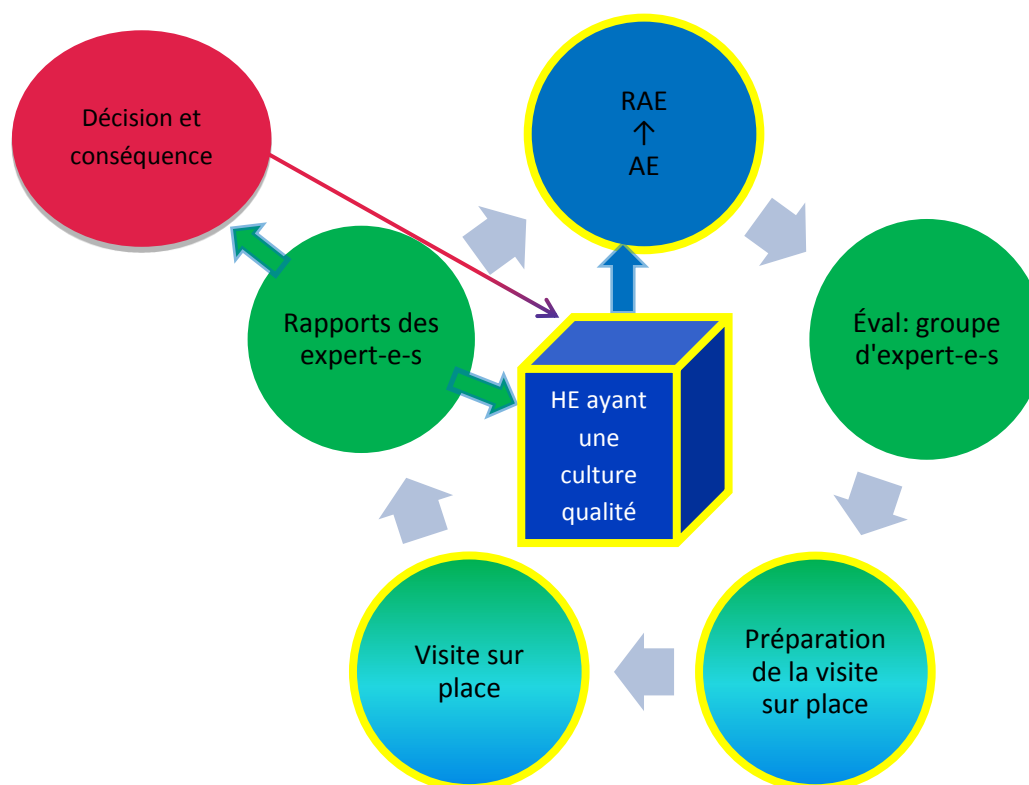 Décision et
conséquence
RAE
↑
AE
Rapports des
expert-e-s
Éval: groupe
d'expert-e-s
HE ayant
une
culture
qualité
Visite sur
place
Préparation
de la visite
sur place